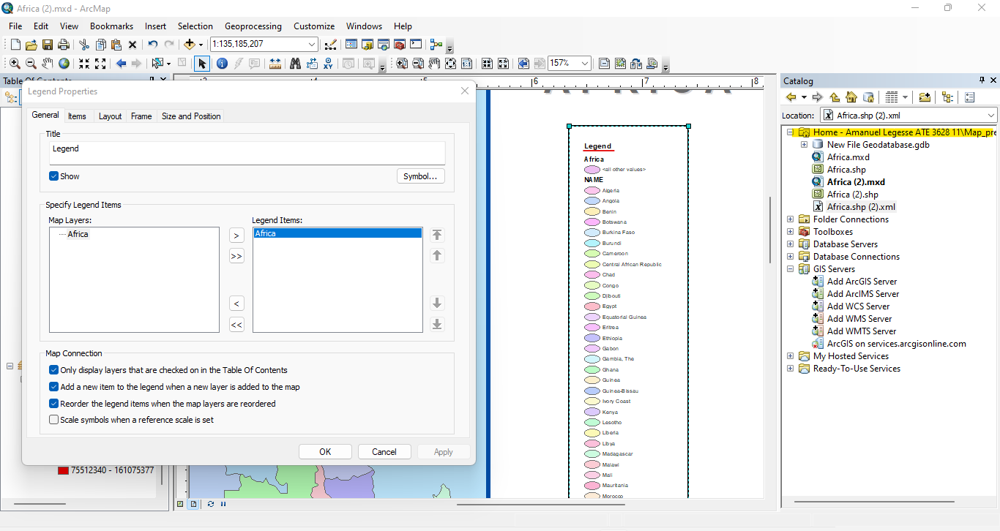 Africa (2).mxd - ArcMap
File Edit View Bookmarks Insert Selection Geoprocessing Customize Windows Help
1:135,185,207
1:1
XY
157%
Table Of Contents
6 7 8
AFRICA
Legend Properties
General Items Layout Frame Size and Position
Title
Legend
Show
Symbol...
Specify Legend Items
Map Layers:
Legend Items:
Africa
Africa
>
>>
<
<<
Map Connection
Only display layers that are checked on in the Table Of Contents
Add a new item to the legend when a new layer is added to the map
Reorder the legend items when the map layers are reordered
Scale symbols when a reference scale is set
OK
Cancel
Apply
75512340 - 161075377
Legend
Africa
<all other values>
NAME
Algeria
Angola
Benin
Botswana
Burkina Faso
Burundi
Cameroon
Central African Republic
Chad
Congo
Djibouti
Egypt
Equatorial Guinea
Eritrea
Ethiopia
Gabon
Gambia, The
Ghana
Guinea
Guinea-Bissau
Ivory Coast
Kenya
Lesotho
Liberia
Libya
Madagascar
Malawi
Mali
Mauritania
Morocco
Catalog
Location: Africa.shp (2).xml
Home - Amanuel Legesse ATE 3628 11\Map_pre
New File Geodatabase.gdb
Africa.mxd
Africa.shp
Africa (2).mxd
Africa (2).shp
Africa.shp (2).xml
Folder Connections
Toolboxes
Database Servers
Database Connections
GIS Servers
Add ArcGIS Server
Add ArcIMS Server
Add WCS Server
Add WMS Server
Add WMTS Server
ArcGIS on services.arcgisonline.com
My Hosted Services
Ready-To-Use Services